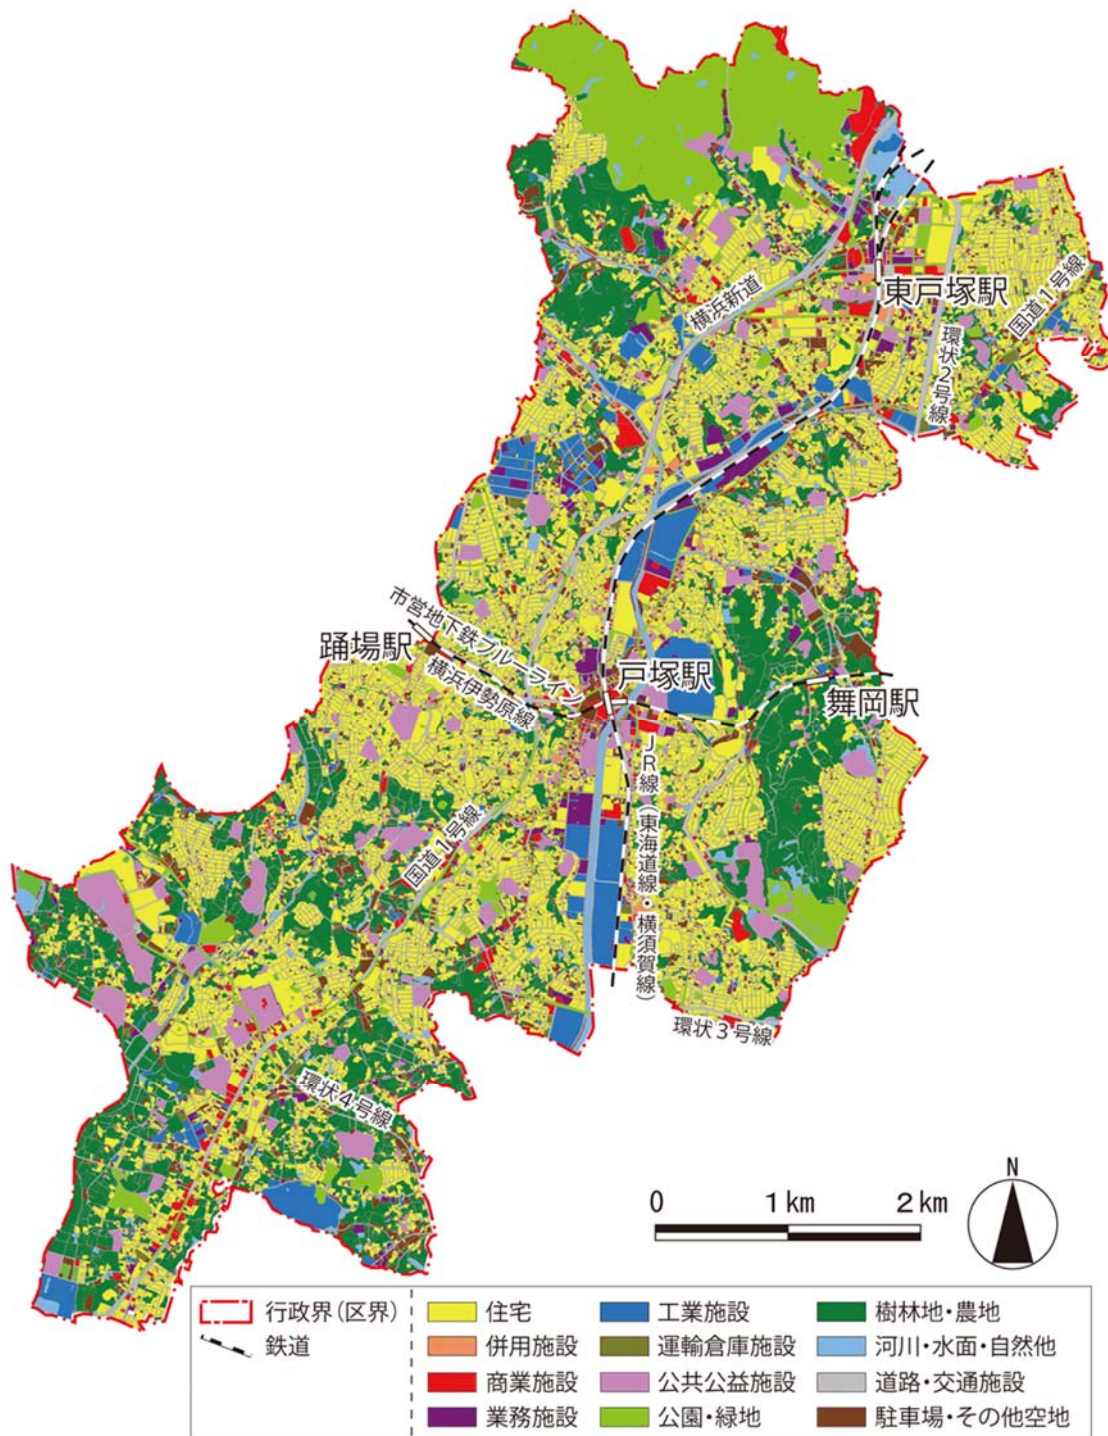 東戸塚駅
国道1号線
横浜新道
環状2号線
市営地下鉄ブルーライン
踊場駅
横浜伊勢原線
戸塚駅
舞岡駅
JR線(東海道線・横須賀線)
国道1号線
環状3号線
環状4号線
N
0 1km 2km
行政界(区界)
鉄道
住宅
併用施設
商業施設
業務施設
工業施設
運輸倉庫施設
公共公益施設
公園・緑地
樹林地・農地
河川・水面・自然他
道路・交通施設
駐車場・その他空地